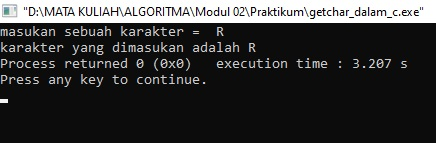 "D:\MATA KULIAH\ALGORITMA\Modul 02\Praktikum\getchar_dalam_c.exe"
masukan sebuah karakter =  R
karakter yang dimasukan adalah R
Process returned 0 (0x0)   execution time : 3.207 s
Press any key to continue.